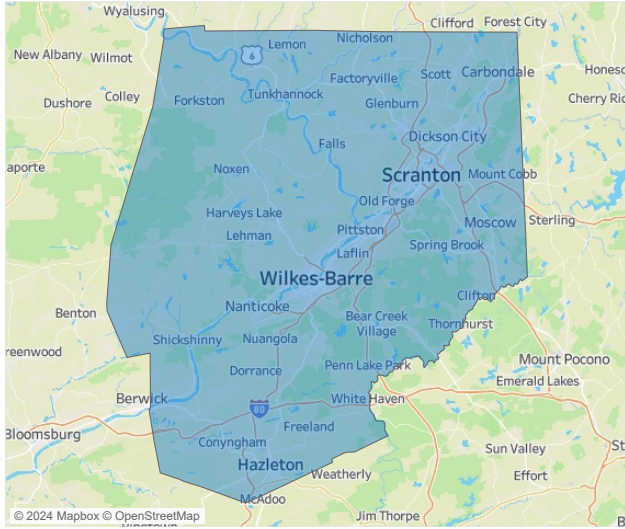 Wyalusing
Clifford
Forest City
Nicholson
Lemon
New Albany
Wilmot
6
Scott
Carbondale
Honesd
Factoryville
Colley
Forkston
Tunkhannock
Glenburn
Dushore
Cherry Rid
Falls
Dickson City
aporte
Noxen
Scranton
Mount Cobb
Old Forge
Harveys Lake
Moscow
Sterling
Lehman
Pittston
Spring Brook
Laflin
Wilkes-Barre
Clifton
Nanticoke
Benton
Bear Creek
Village
Thornhurst
Shickshinny
Nuangola
reenwood
Mount Pocono
Penn Lake Park
Dorrance
Emerald Lakes
Berwick
White Haven
80
Freeland
Bloomsburg
Conyngham
Sun Valley
St
Hazleton
Weatherly
Effort
McAdoo
Jim Thorpe
© 2024 Mapbox © OpenStreetMap